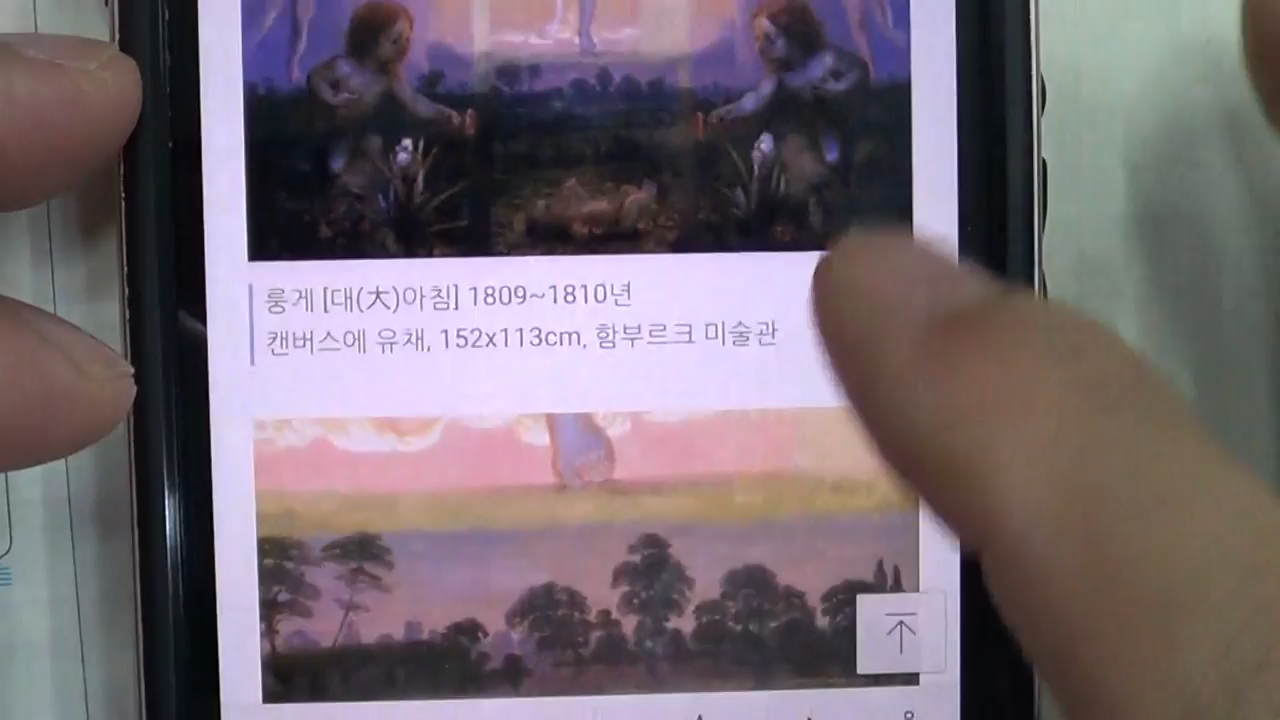 룽게 [대(大)아침] 1809~1810년
캔버스에 유채, 152x113cm, 함부르크 미술관